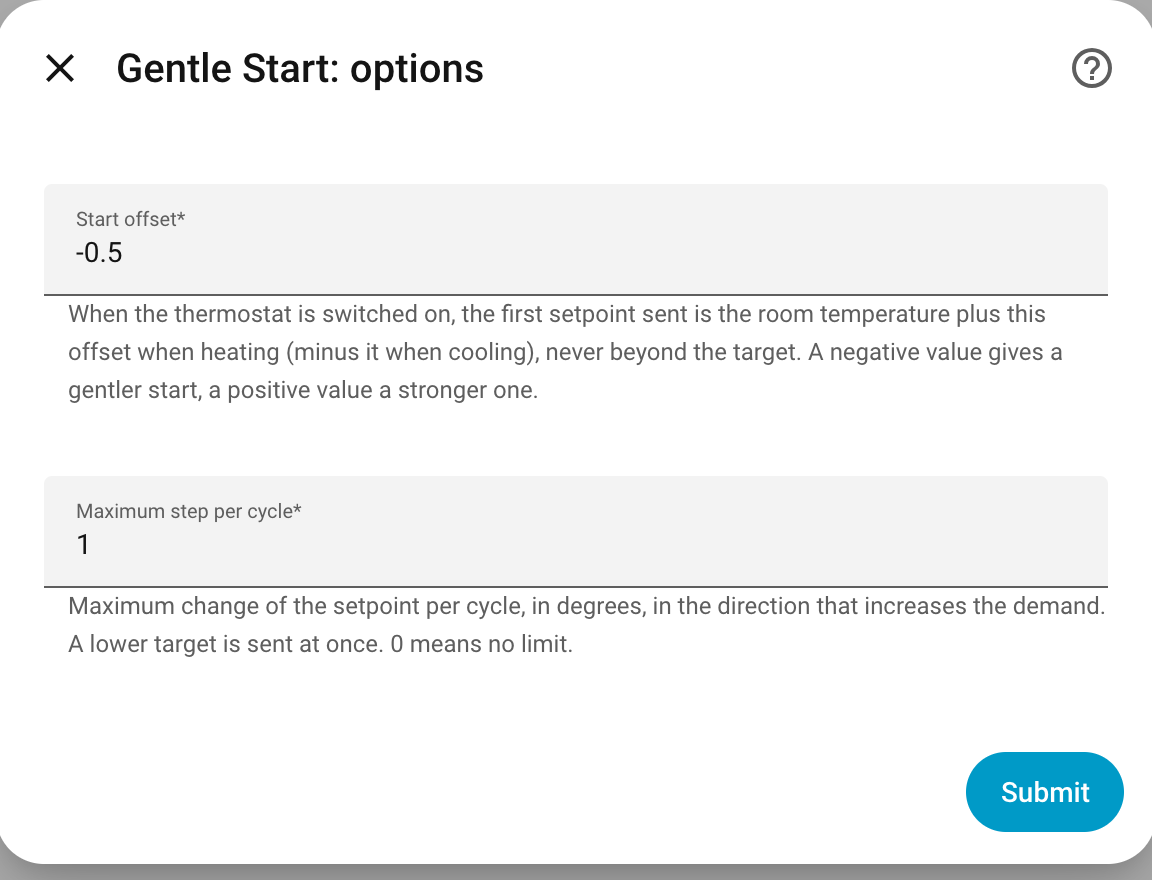 Gentle Start: options
Start offset*
-0.5
When the thermostat is switched on, the first setpoint sent is the room temperature plus this
offset when heating (minus it when cooling), never beyond the target. A negative value gives a
gentler start, a positive value a stronger one.
Maximum step per cycle*
1
Maximum change of the setpoint per cycle, in degrees, in the direction that increases the demand.
A lower target is sent at once. 0 means no limit.
Submit